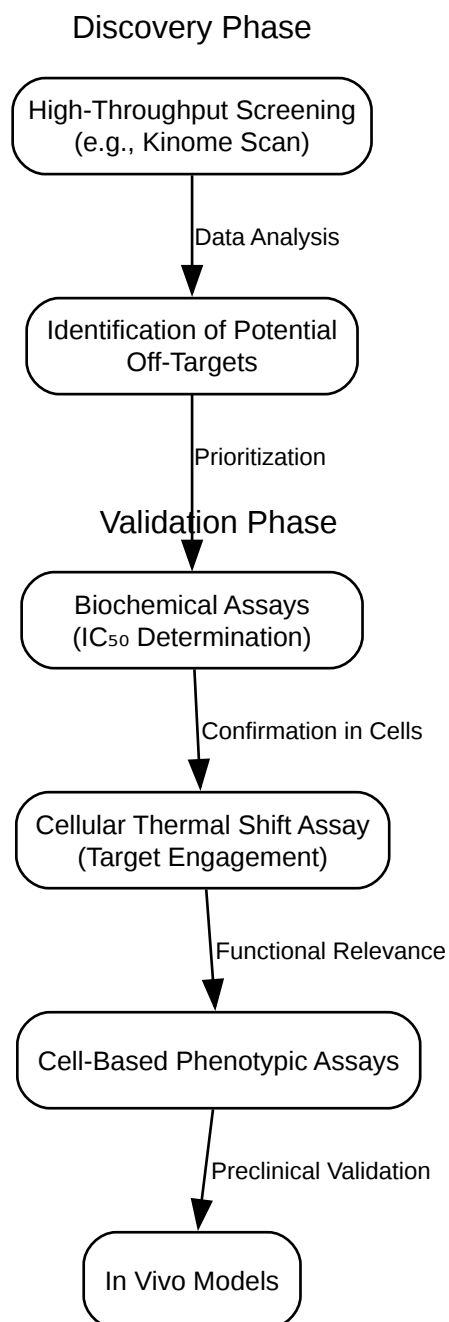 Discovery Phase
High-Throughput Screening
(e.g., Kinome Scan)
Data Analysis
Identification of Potential
Off-Targets
Prioritization
Validation Phase
Biochemical Assays
(IC₅₀ Determination)
Confirmation in Cells
Cellular Thermal Shift Assay
(Target Engagement)
Functional Relevance
Cell-Based Phenotypic Assays
Preclinical Validation
In Vivo Models